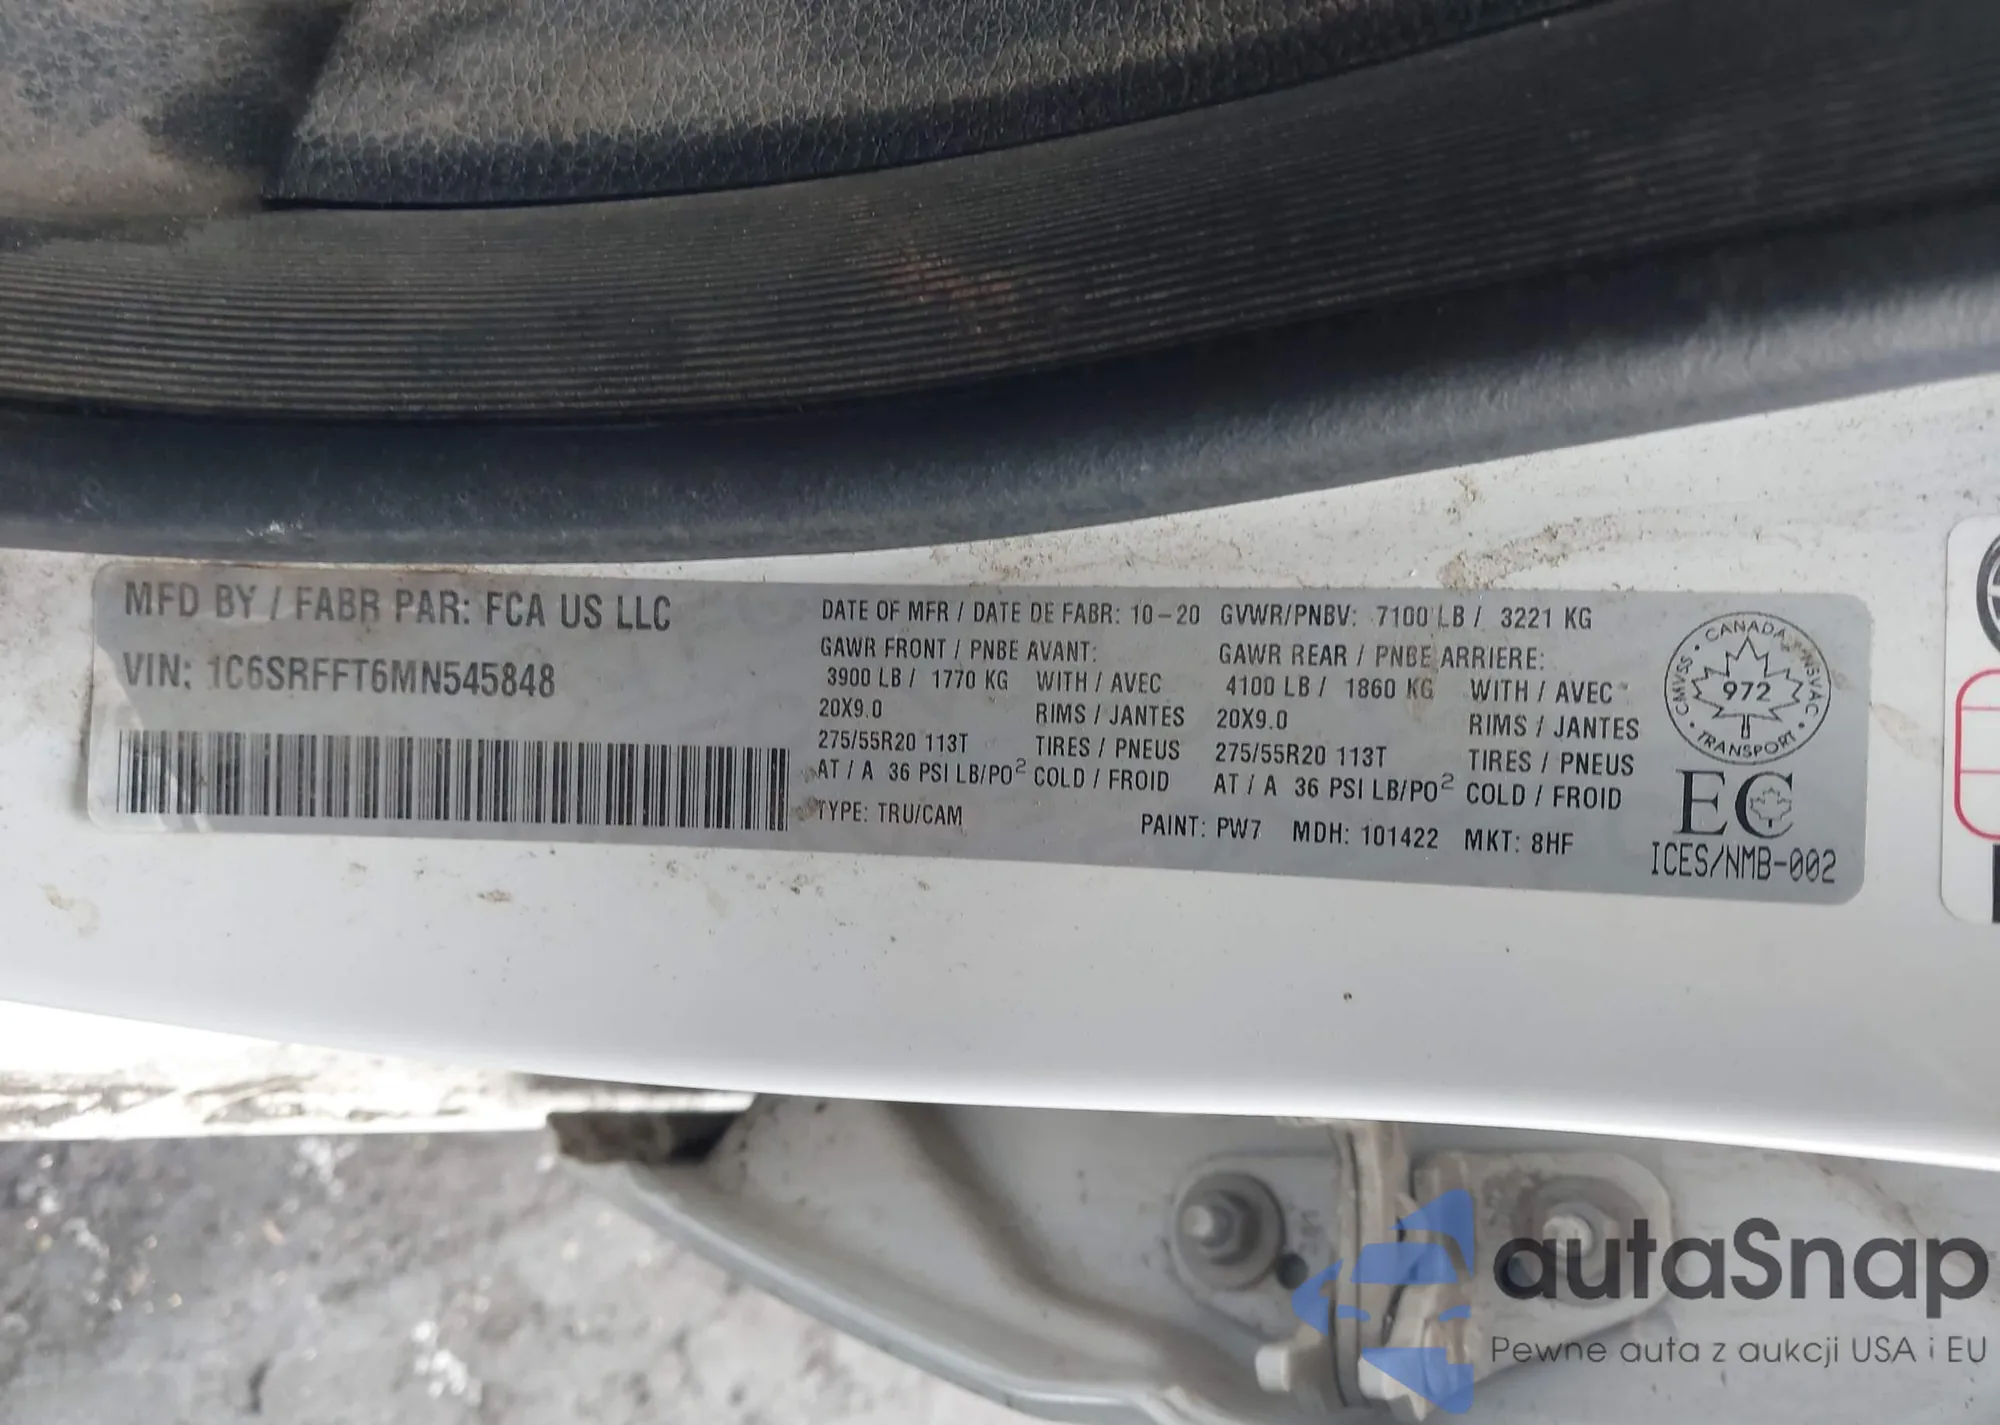 MFD BY / FABR PAR: FCA US LLC
VIN: 1C6SRFFT6MN545848
DATE OF MFR / DATE DE FABR: 10-20 GVWR/PNBV: 7100 LB / 3221 KG
GAWR FRONT / PNBE AVANT: GAWR REAR / PNBE ARRIERE:
3900 LB / 1770 KG WITH / AVEC 4100 LB / 1860 KG WITH / AVEC
20X9.0 RIMS / JANTES 20X9.0 RIMS / JANTES
275/55R20 113T TIRES / PNEUS 275/55R20 113T TIRES / PNEUS
AT / A 36 PSI LB/PO² COLD / FROID AT / A 36 PSI LB/PO² COLD / FROID
TYPE: TRU/CAM PAINT: PW7 MDH: 101422 MKT: 8HF
CANADA
CMVSS · 972 · NSVAC
TRANSPORT
EC
ICES/NMB-002
autaSnap
Pewne auta z aukcji USA i EU